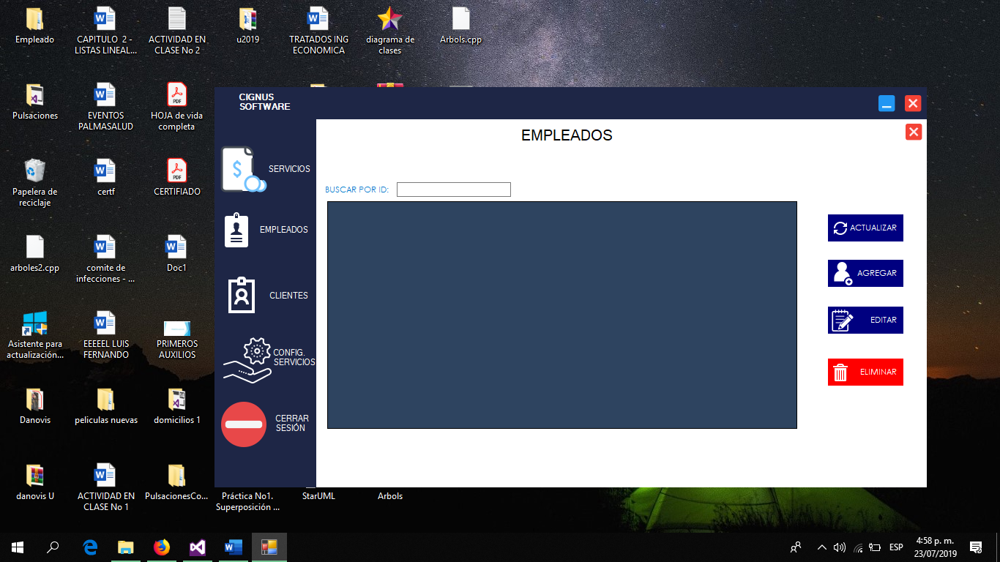 Empleado
CAPITULO 2 -
LISTAS LINEAL...
ACTIVIDAD EN
CLASE No 2
u2019
TRATADOS ING
ECONOMICA
diagrama de
clases
Arbols.cpp
Pulsaciones
EVENTOS
PALMASALUD
PDF
HOJA de vida
completa
Papelera de
reciclaje
certf
PDF
CERTIFIADO
arboles2.cpp
comite de
infecciones - ...
Doc1
Asistente para
actualización...
EEEEEL LUIS
FERNANDO
PRIMEROS
AUXILIOS
Danovis
peliculas nuevas
domicilios 1
danovis U
ACTIVIDAD EN
CLASE No 1
PulsacionesCo...
Práctica No1.
Superposición ...
StarUML
Arbols
CIGNUS
SOFTWARE
SERVICIOS
EMPLEADOS
CLIENTES
CONFIG.
SERVICIOS
CERRAR
SESIÓN
EMPLEADOS
BUSCAR POR ID:
ACTUALIZAR
AGREGAR
EDITAR
ELIMINAR
ESP
4:58 p. m.
23/07/2019